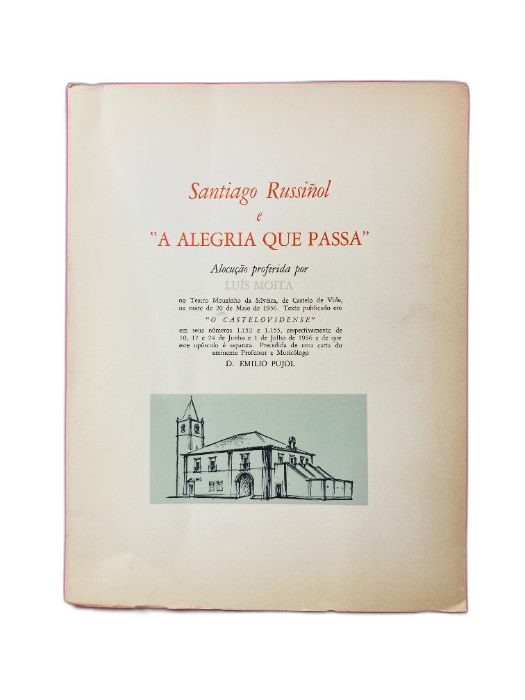 Santiago Russiñol
e
"A ALEGRIA QUE PASSA"
Alocução proferida por
LUÍS MOITA
no Teatro Mouzinho da Silveira, de Castelo de Vide,
na noite de 20 de Maio de 1956. Texto publicado em
"O CASTELOVIDENSE"
em seus números 1.152 e 1.155, respectivamente de
10, 17 e 24 de Junho e 1 de Julho de 1956 e de que
este opúsculo é separata. Precedida de uma carta do
eminente Professor e Musicólogo
D. EMILIO PUJOL